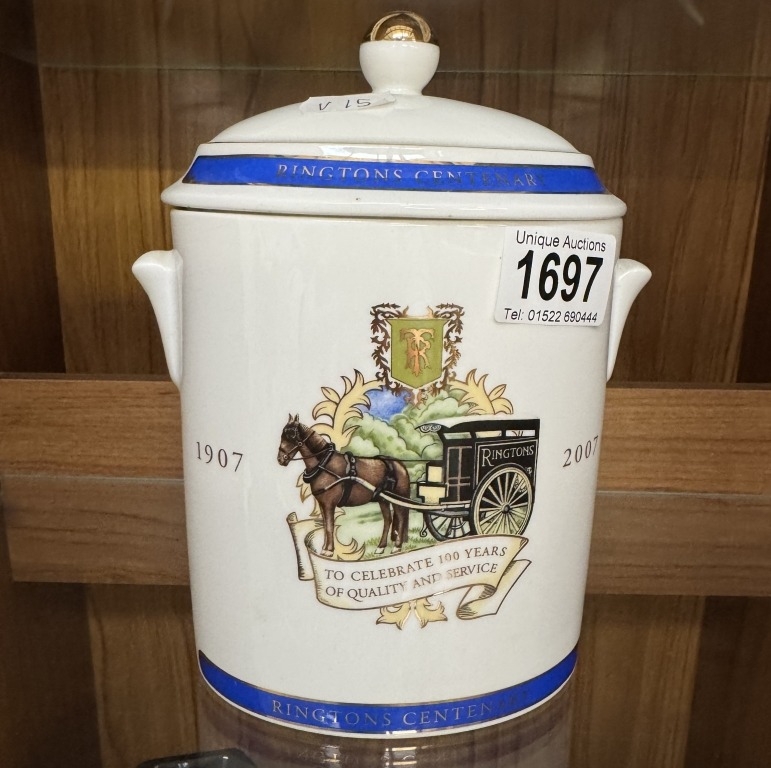 V 15
RINGTONS CENTENAR
Unique Auctions
1697
Tel: 01522 690444
TR
1907
RINGTONS
2007
TO CELEBRATE 100 YEARS
OF QUALITY AND SERVICE
RINGTONS CENTEN